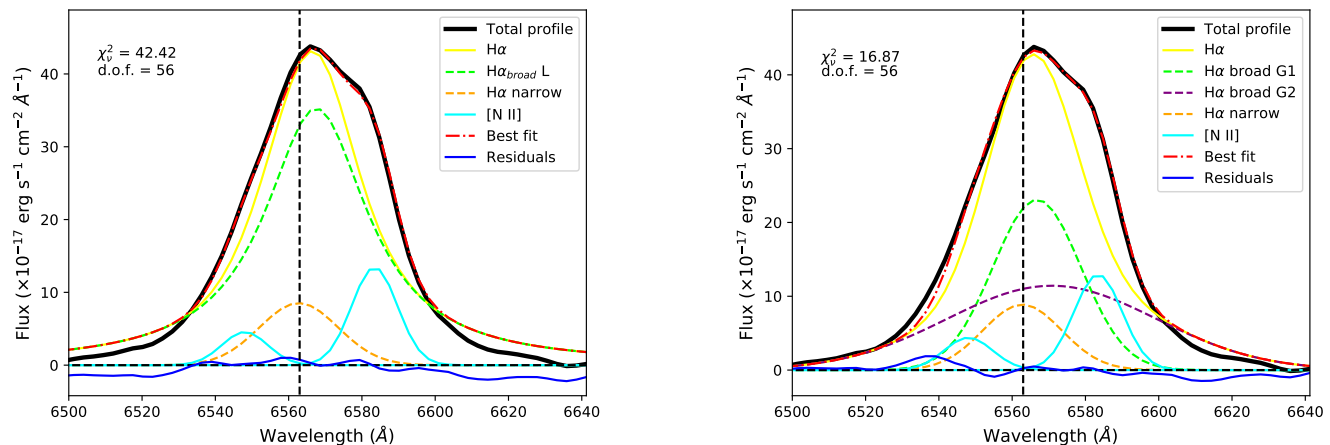 χ²ᵥ = 42.42
d.o.f. = 56
Total profile
Hα
Hα_broad L
Hα narrow
[N II]
Best fit
Residuals
Flux (×10⁻¹⁷ erg s⁻¹ cm⁻² Å⁻¹)
40
30
20
10
0
6500 6520 6540 6560 6580 6600 6620 6640
Wavelength (Å)
χ²ᵥ = 16.87
d.o.f. = 56
Total profile
Hα
Hα broad G1
Hα broad G2
Hα narrow
[N II]
Best fit
Residuals
Flux (×10⁻¹⁷ erg s⁻¹ cm⁻² Å⁻¹)
40
30
20
10
0
6500 6520 6540 6560 6580 6600 6620 6640
Wavelength (Å)